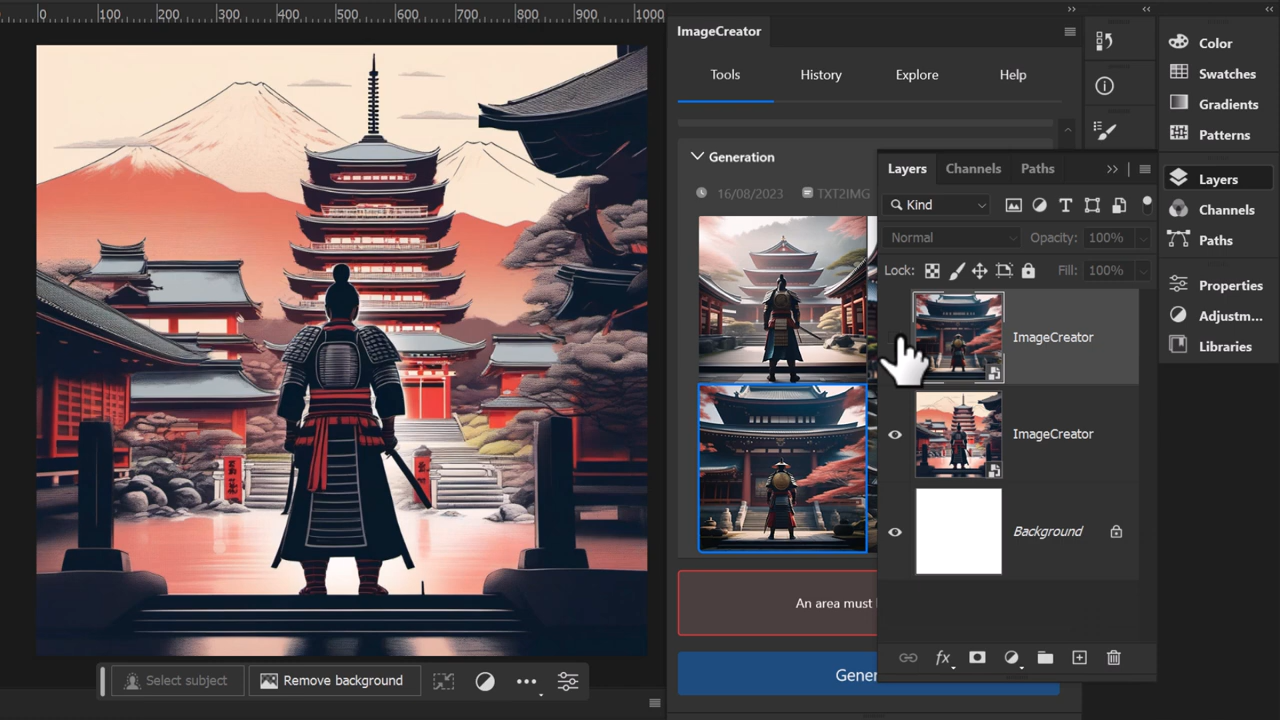 0 100 200 300 400 500 600 700 800 900 1000
ImageCreator
Tools History Explore Help
Generation
16/08/2023 TXT2IMG
An area must
Gener
Layers Channels Paths
Kind
Normal Opacity: 100%
Lock: Fill: 100%
ImageCreator
ImageCreator
Background
fx
Color
Swatches
Gradients
Patterns
Layers
Channels
Paths
Properties
Adjustm...
Libraries
Select subject Remove background